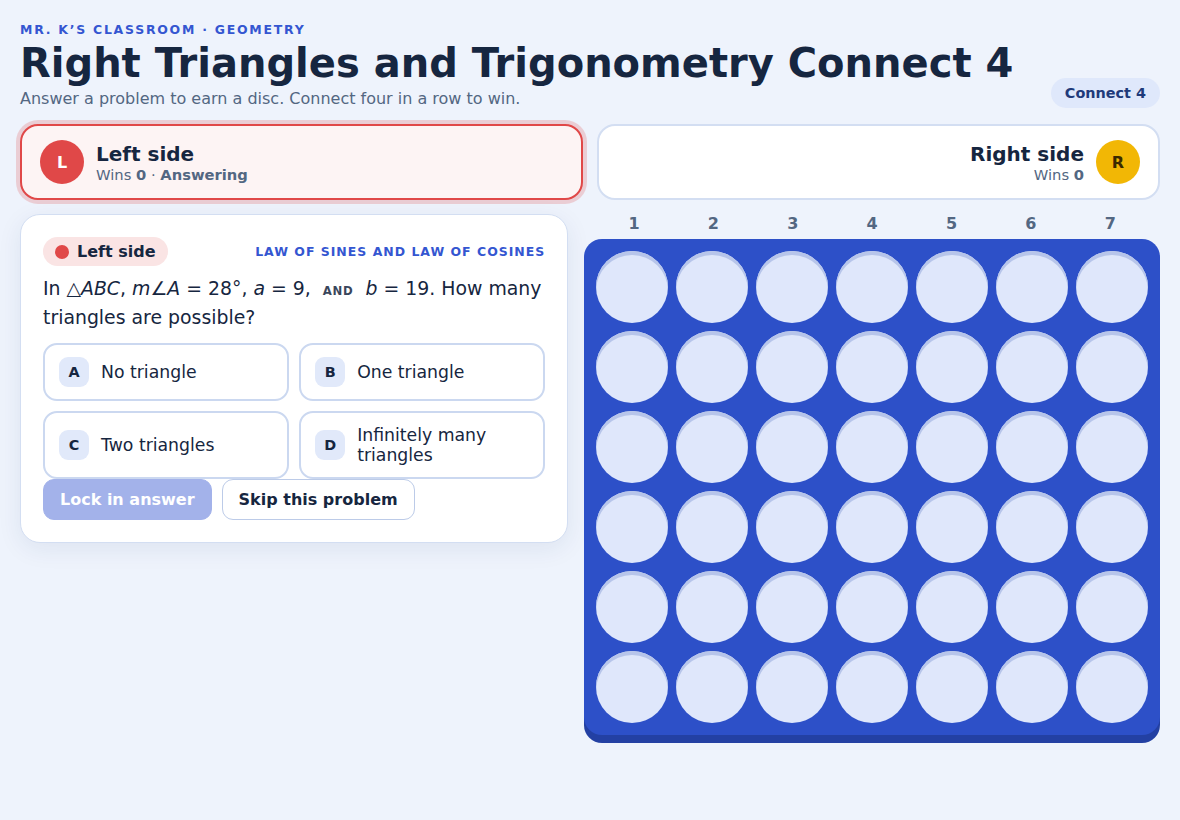 MR. K’S CLASSROOM · GEOMETRY
Right Triangles and Trigonometry Connect 4
Answer a problem to earn a disc. Connect four in a row to win.
Connect 4
L
Left side
Wins 0 · Answering
Right side
Wins 0
R
Left side
LAW OF SINES AND LAW OF COSINES
In △ABC, m∠A = 28°, a = 9, AND b = 19. How many
triangles are possible?
A No triangle
B One triangle
C Two triangles
D Infinitely many
triangles
Lock in answer
Skip this problem
1 2 3 4 5 6 7